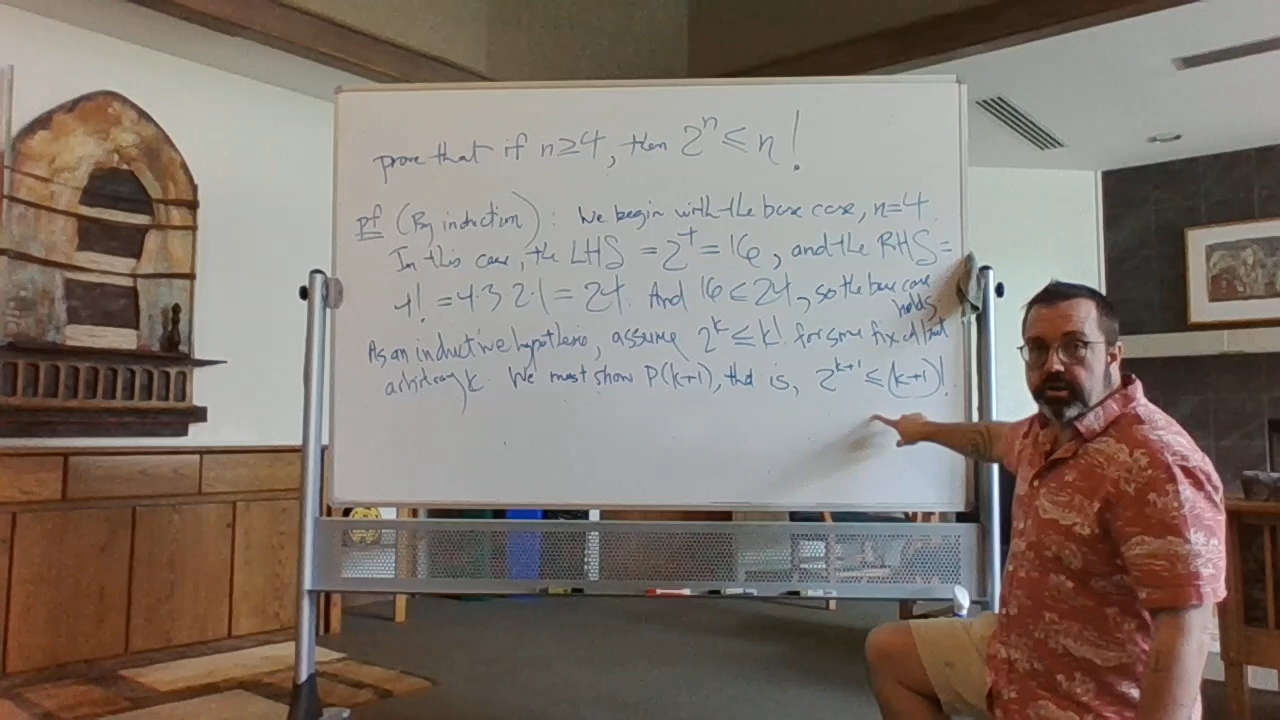 prove that if n≥4, then 2ⁿ ≤ n!
pf (By induction): We begin with the base case, n=4.
In this case, the LHS = 2⁴ = 16, and the RHS =
4! = 4·3·2·1 = 24. And 16 ≤ 24, so the base case
holds.
As an inductive hypothesis, assume 2ᵏ ≤ k! for some fixed but
arbitrary k. We must show P(k+1), that is, 2ᵏ⁺¹ ≤ (k+1)!.